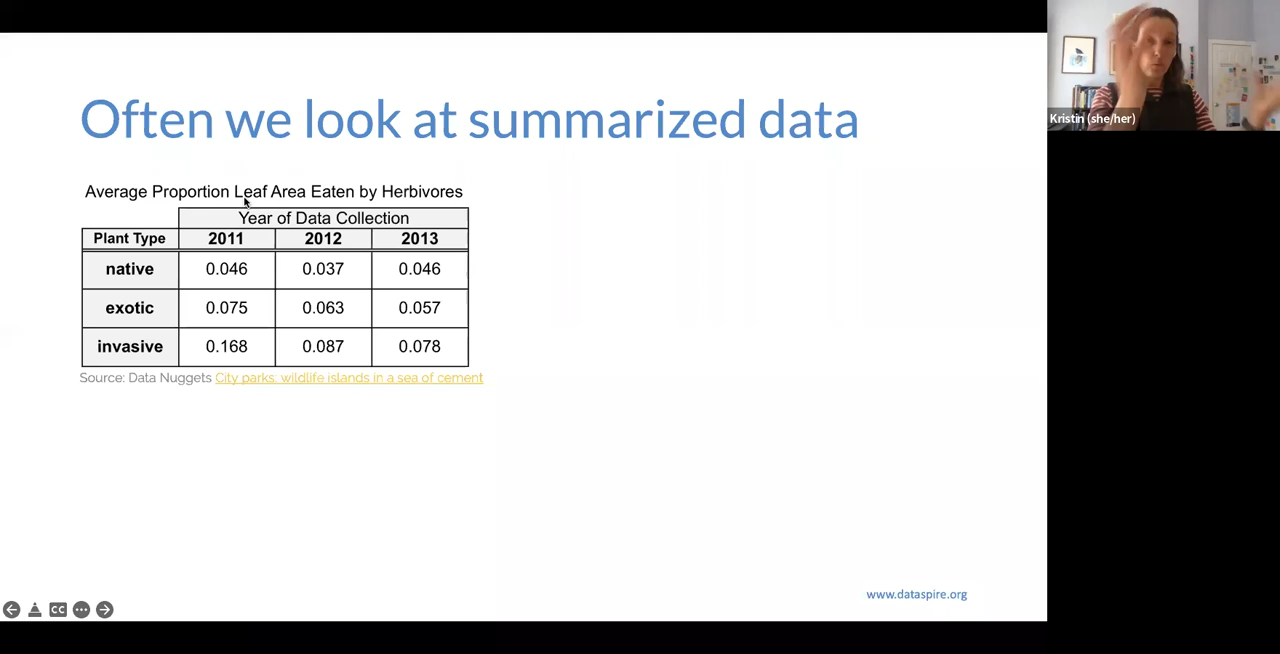 Often we look at summarized data
Average Proportion Leaf Area Eaten by Herbivores
Year of Data Collection
Plant Type 2011 2012 2013
native 0.046 0.037 0.046
exotic 0.075 0.063 0.057
invasive 0.168 0.087 0.078
Source: Data Nuggets City parks: wildlife islands in a sea of cement
www.dataspire.org
CC
Kristin (she/her)